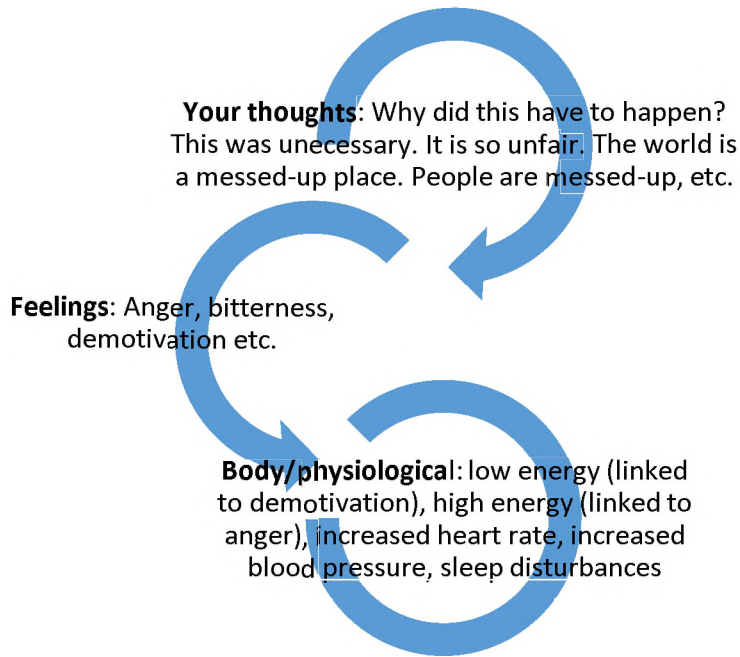 Your thoughts: Why did this have to happen?
This was unecessary. It is so unfair. The world is
a messed-up place. People are messed-up, etc.
Feelings: Anger, bitterness,
demotivation etc.
Body/physiological: low energy (linked
to demotivation), high energy (linked to
anger), increased heart rate, increased
blood pressure, sleep disturbances